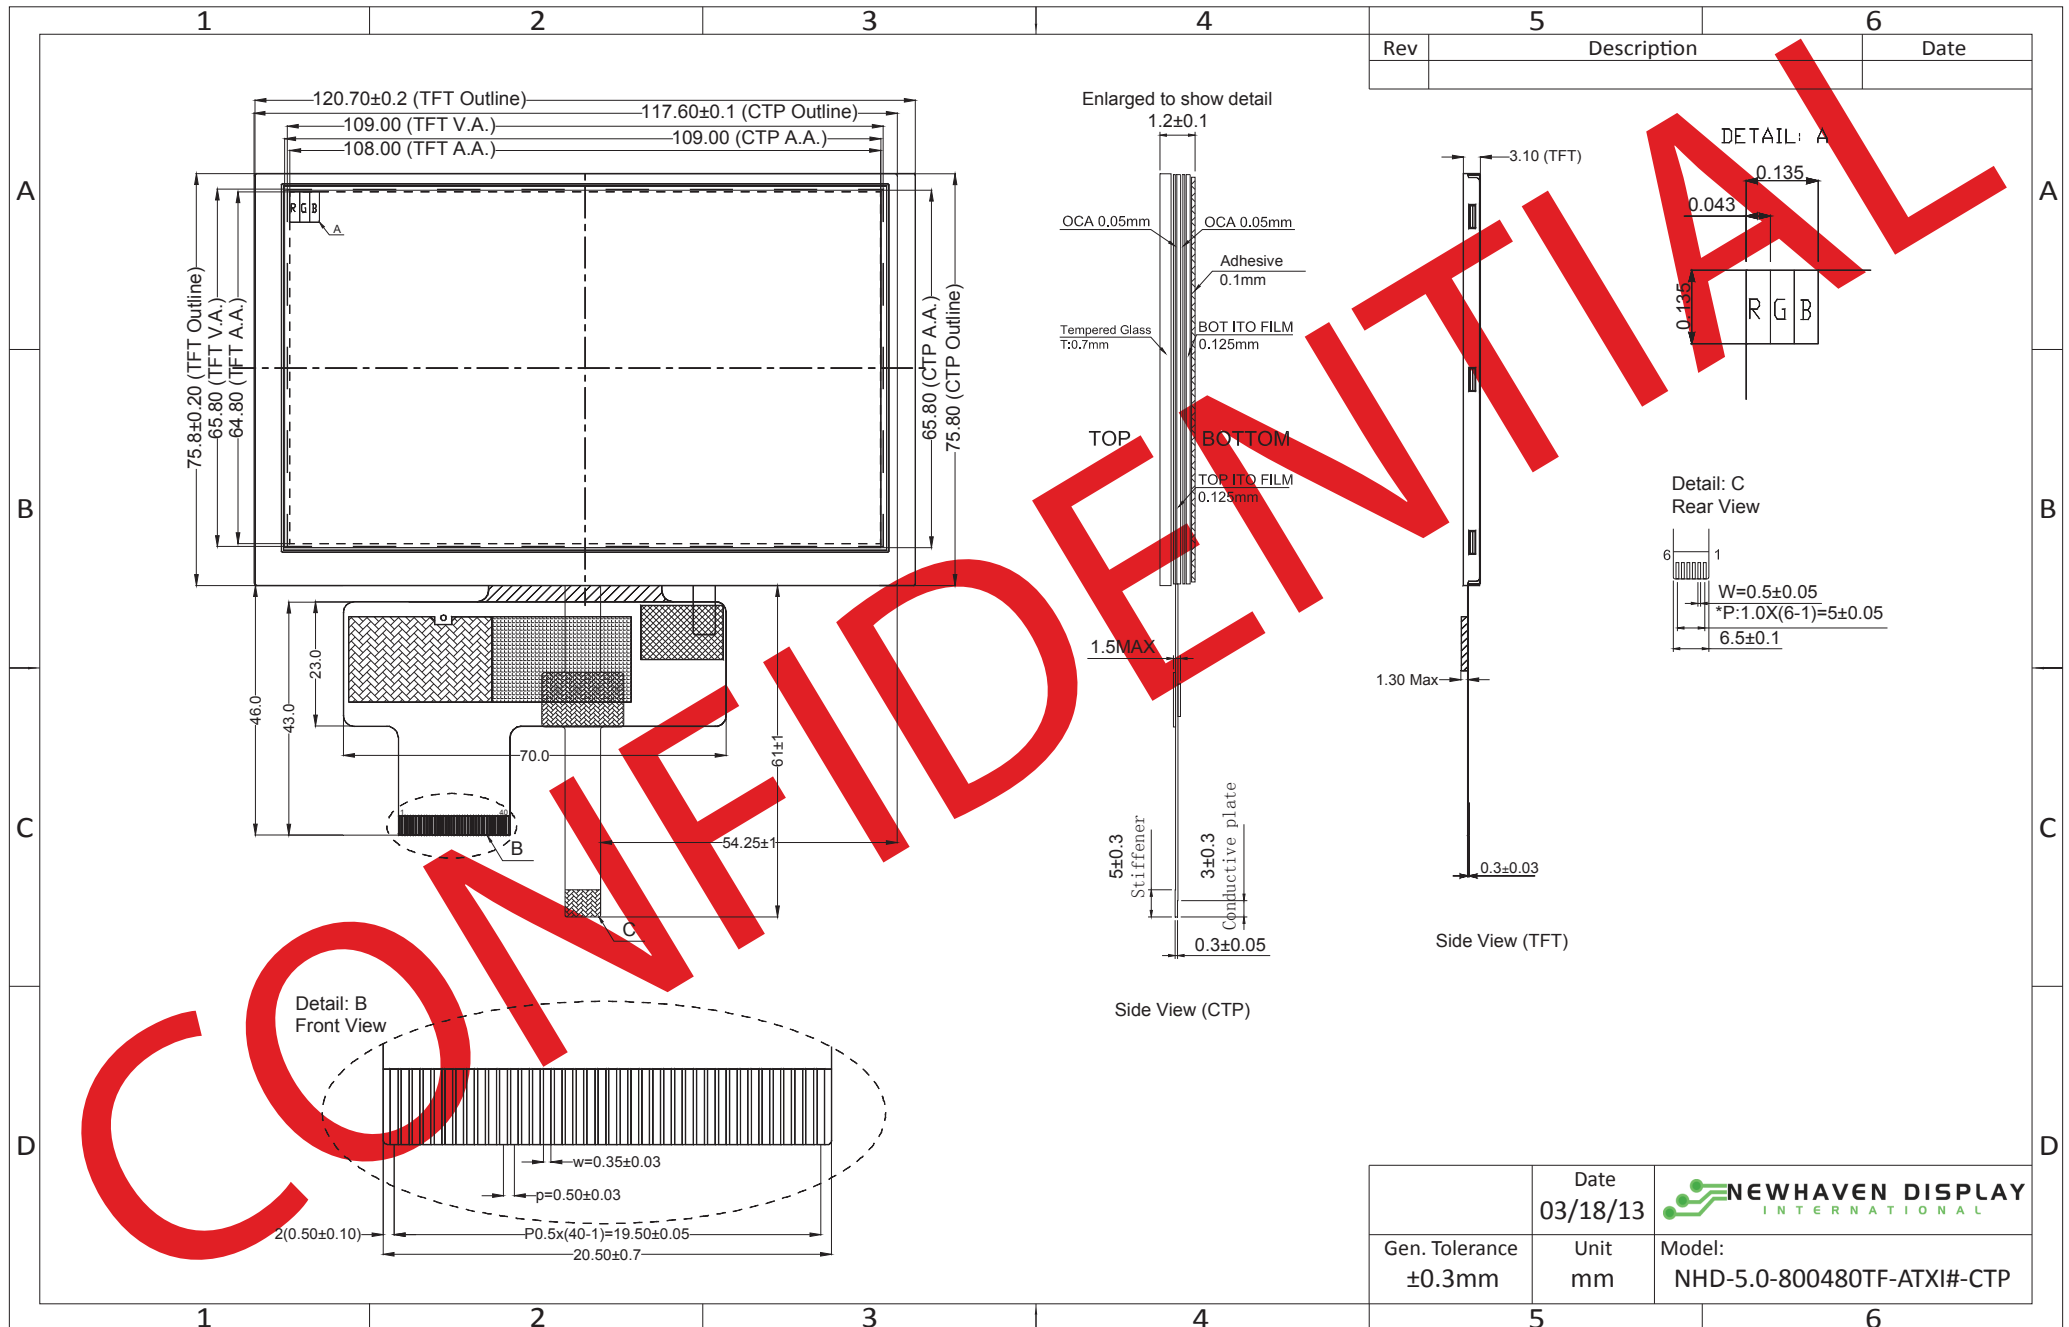 1 2 3 4 5 6
Rev Description Date
A
B
C
D
A
B
C
D
120.70±0.2 (TFT Outline)
117.60±0.1 (CTP Outline)
109.00 (TFT V.A.)
109.00 (CTP A.A.)
108.00 (TFT A.A.)
75.8±0.20 (TFT Outline)
65.80 (TFT V.A.)
64.80 (TFT A.A.)
65.80 (CTP A.A.)
75.80 (CTP Outline)
R G B
A
46.0
43.0
23.0
70.0
61±1
54.25±1
1 40
B
C
Enlarged to show detail
1.2±0.1
OCA 0.05mm
OCA 0.05mm
Adhesive
0.1mm
Tempered Glass
T:0.7mm
BOT ITO FILM
0.125mm
TOP
BOTTOM
TOP ITO FILM
0.125mm
1.5MAX
5±0.3
Stiffener
3±0.3
Conductive plate
0.3±0.05
Side View (CTP)
3.10 (TFT)
1.30 Max
0.3±0.03
Side View (TFT)
DETAIL: A
0.135
0.043
0.135
R G B
Detail: C
Rear View
6 1
W=0.5±0.05
*P:1.0X(6-1)=5±0.05
6.5±0.1
Detail: B
Front View
w=0.35±0.03
p=0.50±0.03
2(0.50±0.10)
P0.5x(40-1)=19.50±0.05
20.50±0.7
CONFIDENTIAL
Date
03/18/13
NEWHAVEN DISPLAY
INTERNATIONAL
Gen. Tolerance
±0.3mm
Unit
mm
Model:
NHD-5.0-800480TF-ATXI#-CTP
1 2 3 4 5 6